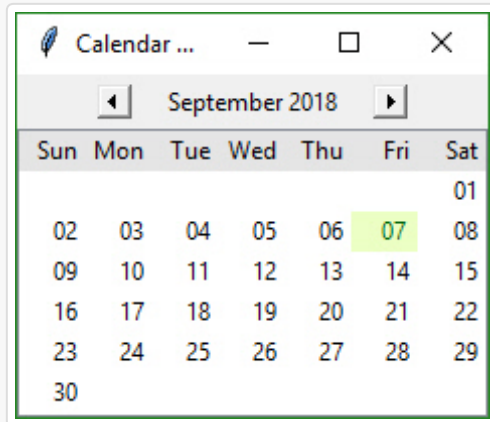 Calendar ...
September 2018
Sun Mon Tue Wed Thu Fri Sat
01
02 03 04 05 06 07 08
09 10 11 12 13 14 15
16 17 18 19 20 21 22
23 24 25 26 27 28 29
30